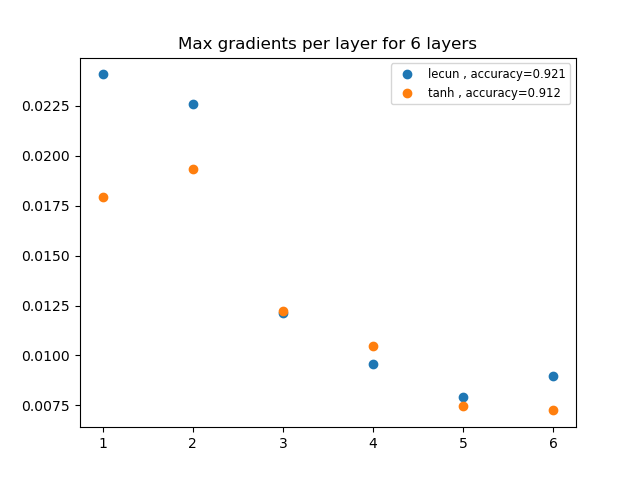 Max gradients per layer for 6 layers
lecun , accuracy=0.921
tanh , accuracy=0.912
0.0225
0.0200
0.0175
0.0150
0.0125
0.0100
0.0075
1 2 3 4 5 6